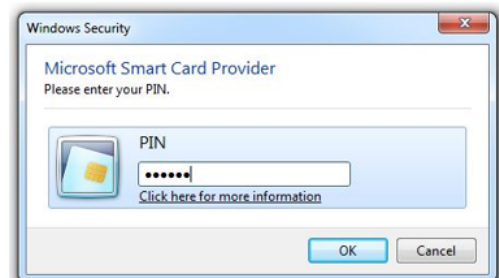 Windows Security
Microsoft Smart Card Provider
Please enter your PIN.
PIN
••••••
Click here for more information
OK Cancel